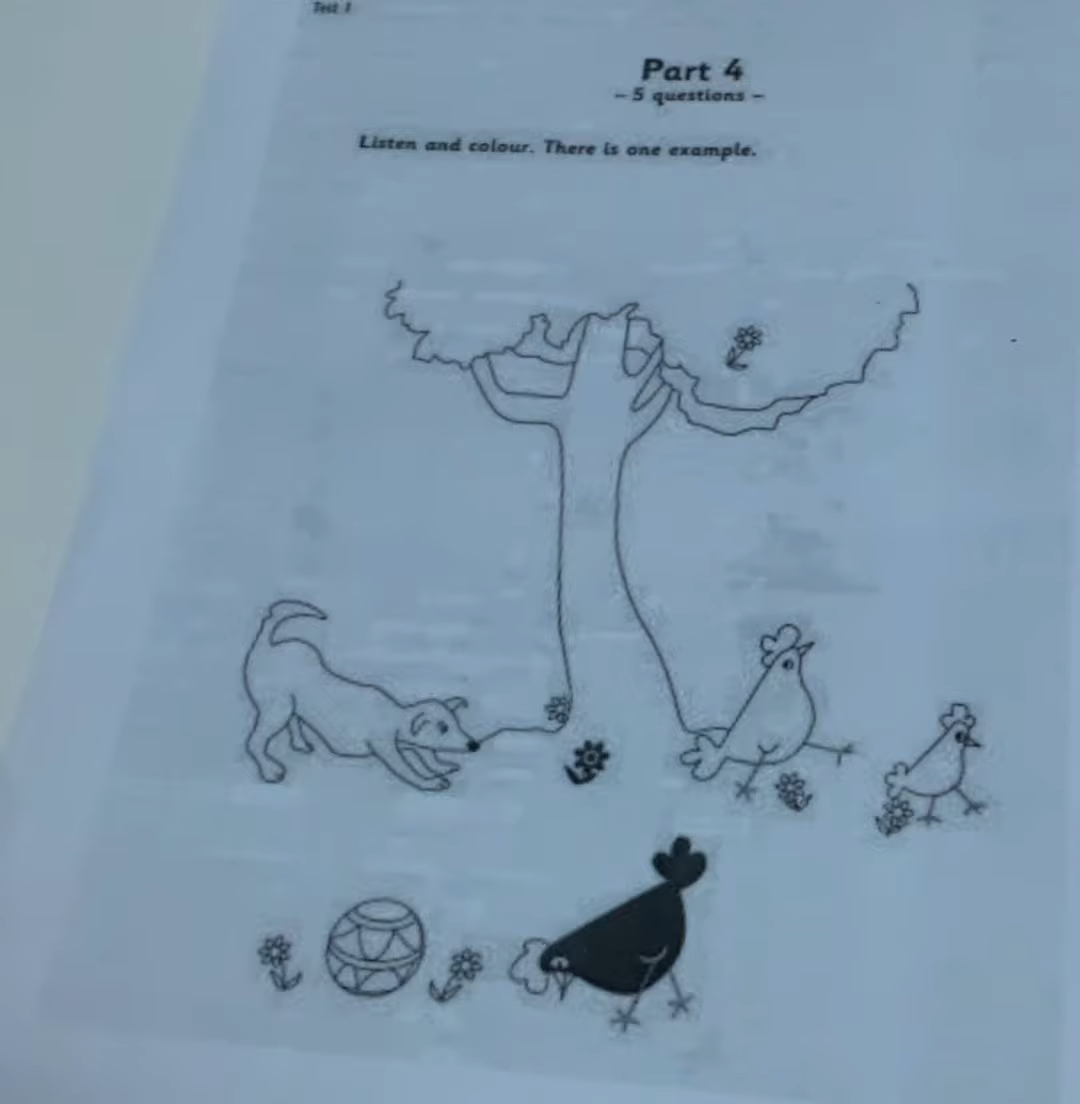 Test 1
Part 4
– 5 questions –
Listen and colour. There is one example.